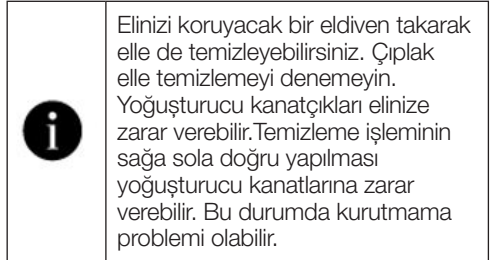 Elinizi koruyacak bir eldiven takarak
elle de temizleyebilirsiniz. Çıplak
elle temizlemeyi denemeyin.
Yoğuşturucu kanatçıkları elinize
zarar verebilir.Temizleme işleminin
sağa sola doğru yapılması
yoğuşturucu kanatlarına zarar
verebilir. Bu durumda kurutmama
problemi olabilir.